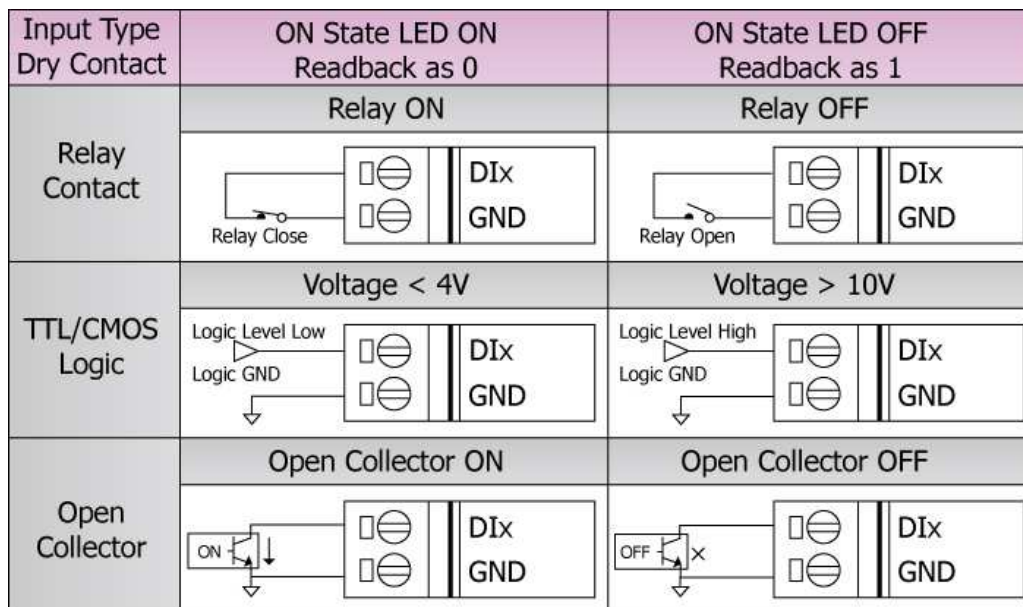 Input Type
Dry Contact
ON State LED ON
Readback as 0
ON State LED OFF
Readback as 1
Relay
Contact
Relay ON
Relay OFF
Relay Close
DIx
GND
Relay Open
DIx
GND
TTL/CMOS
Logic
Voltage < 4V
Voltage > 10V
Logic Level Low
Logic GND
DIx
GND
Logic Level High
Logic GND
DIx
GND
Open
Collector
Open Collector ON
Open Collector OFF
ON
DIx
GND
OFF
DIx
GND